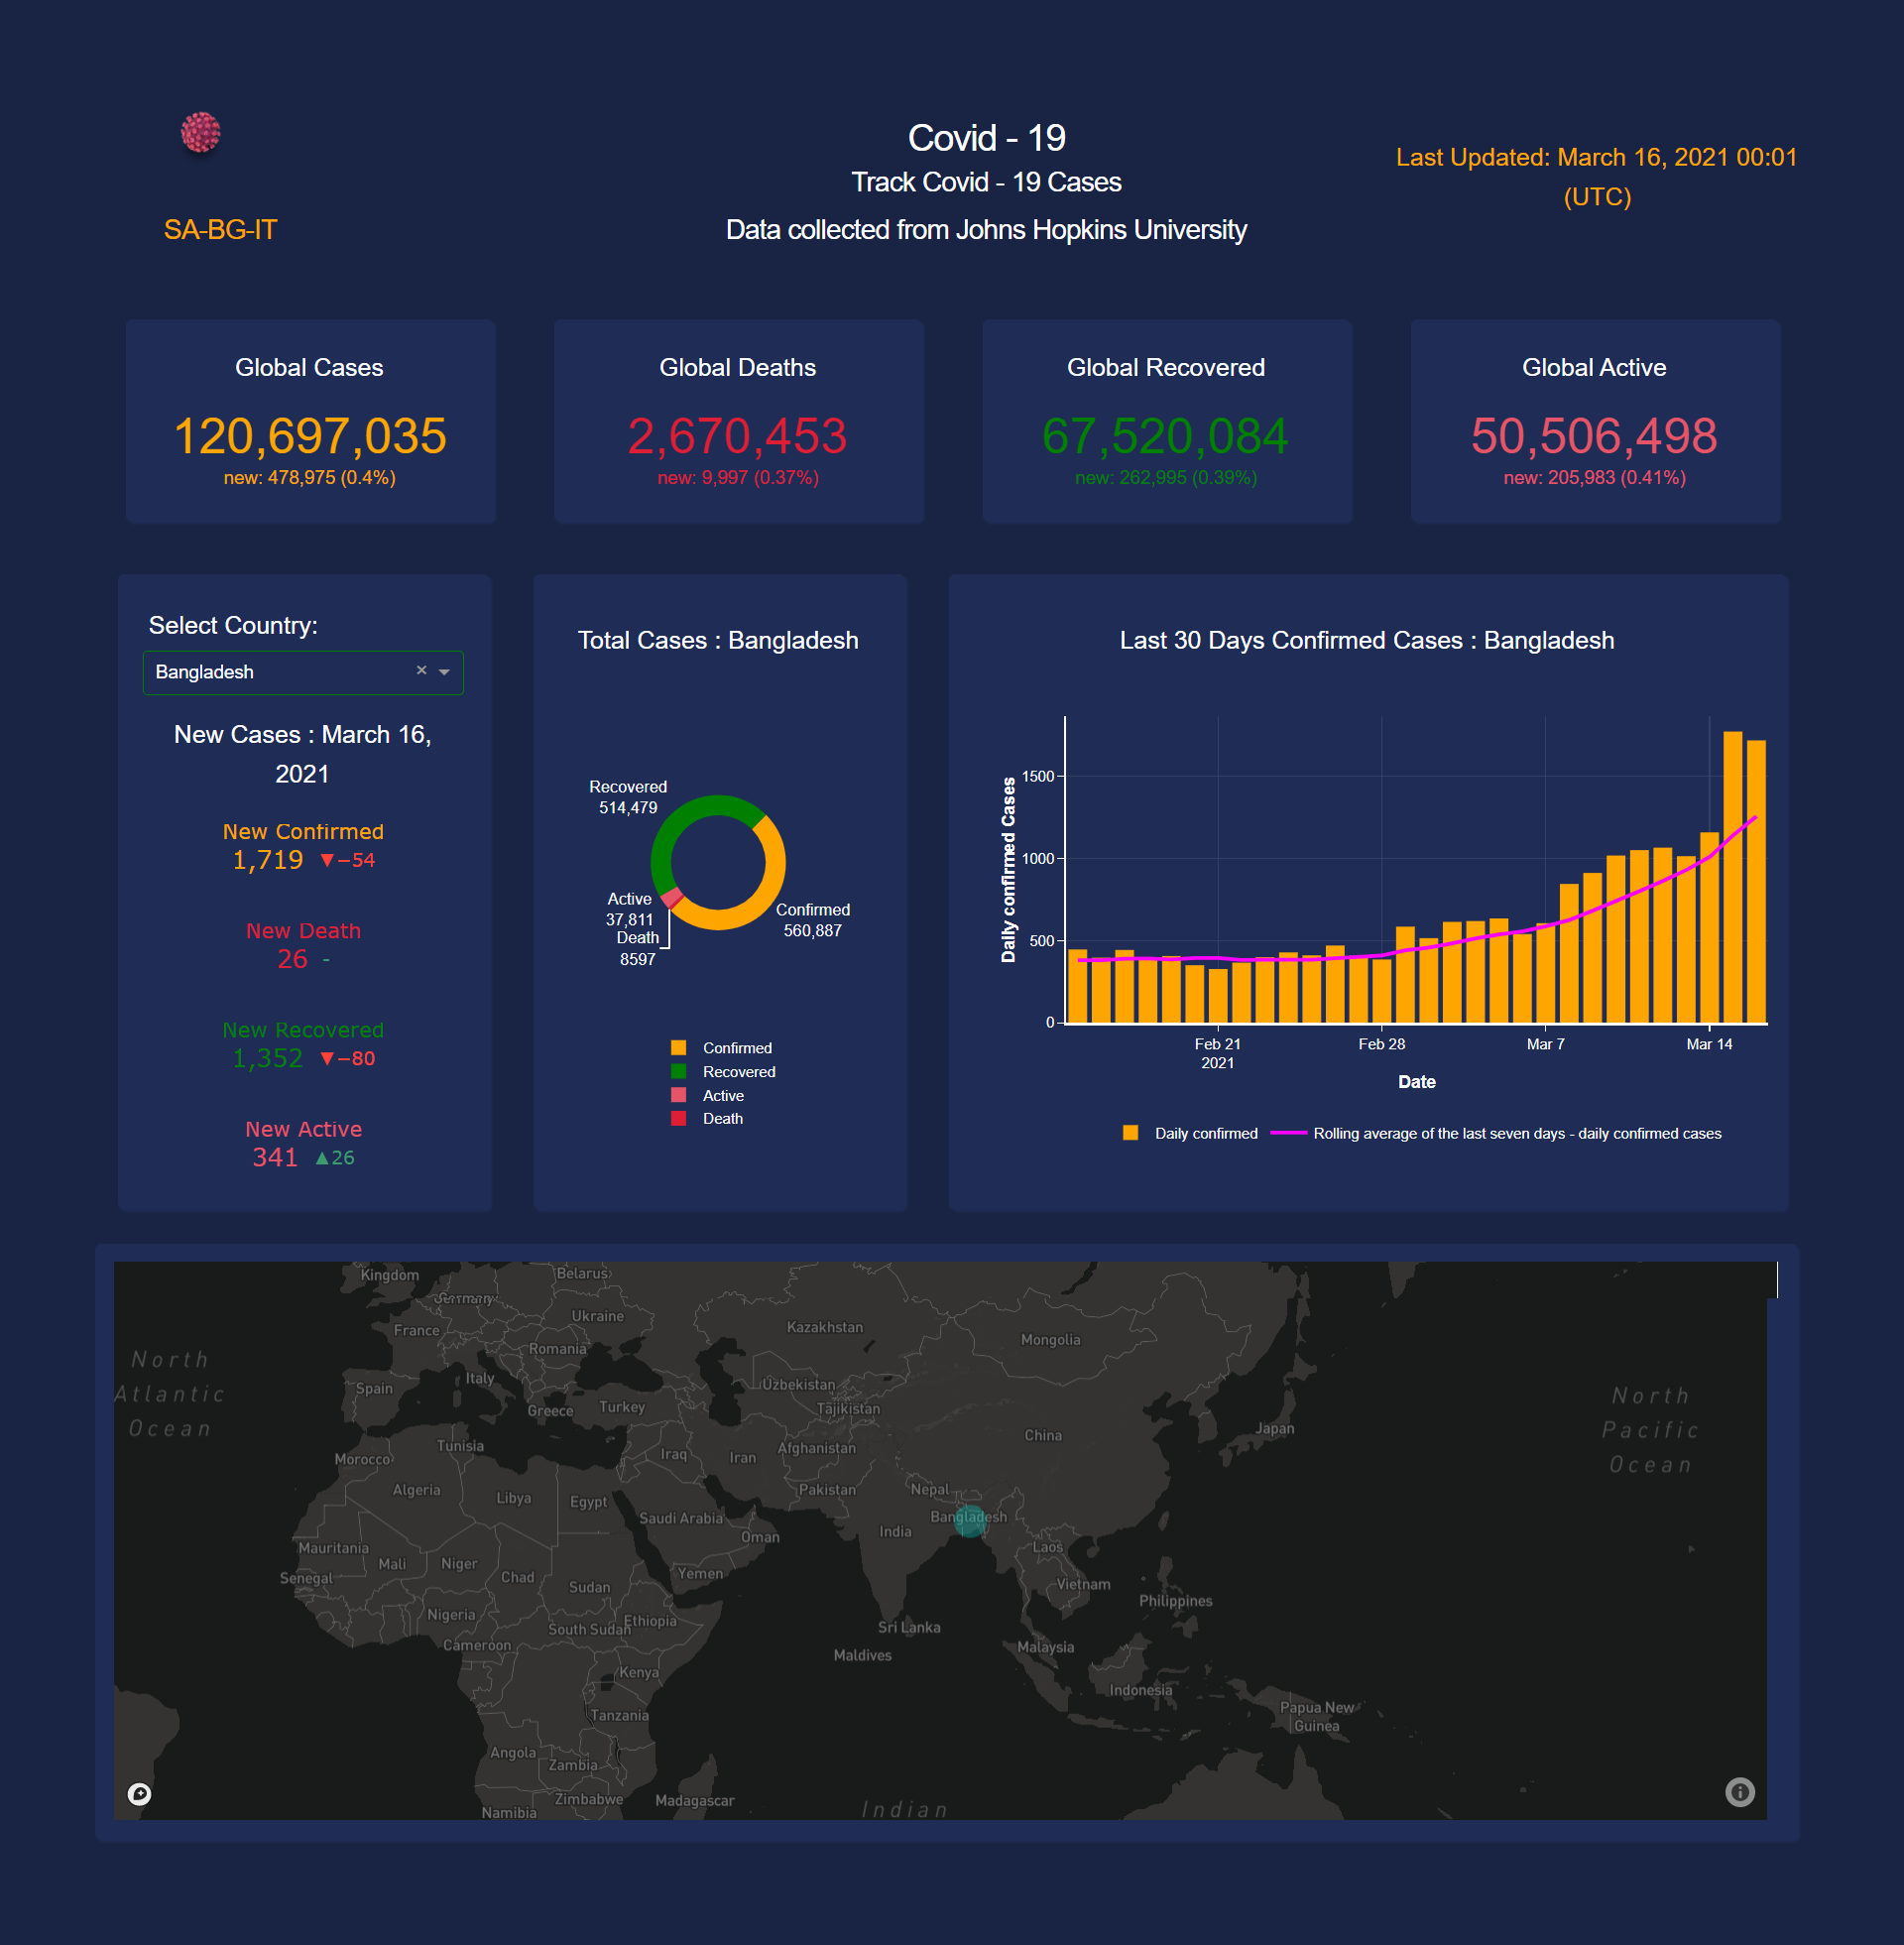 Covid - 19
Track Covid - 19 Cases
Data collected from Johns Hopkins University
SA-BG-IT
Last Updated: March 16, 2021 00:01
(UTC)
Global Cases
120,697,035
new: 478,975 (0.4%)
Global Deaths
2,670,453
new: 9,997 (0.37%)
Global Recovered
67,520,084
new: 262,995 (0.39%)
Global Active
50,506,498
new: 205,983 (0.41%)
Select Country:
Bangladesh × 
New Cases : March 16,
2021
New Confirmed
1,719 ▼−54
New Death
26 -
New Recovered
1,352 ▼−80
New Active
341 ▲26
Total Cases : Bangladesh
Recovered
514,479
Active
37,811
Death
8597
Confirmed
560,887
Confirmed
Recovered
Active
Death
Last 30 Days Confirmed Cases : Bangladesh
Daily confirmed Cases
1500
1000
500
0
Feb 21
2021
Feb 28
Mar 7
Mar 14
Date
Daily confirmed
Rolling average of the last seven days - daily confirmed cases
Kingdom
Belarus
Germany
Ukraine
France
Kazakhstan
Mongolia
Romania
North
Atlantic
Ocean
Italy
Spain
Uzbekistan
North
Pacific
Ocean
Greece
Turkey
Tajikistan
Japan
China
Tunisia
Afghanistan
Morocco
Iraq
Iran
Algeria
Pakistan
Nepal
Libya
Egypt
Saudi Arabia
Bangladesh
India
Oman
Mauritania
Laos
Mali
Niger
Yemen
Senegal
Chad
Sudan
Vietnam
Philippines
Nigeria
Ethiopia
South Sudan
Sri Lanka
Cameroon
Malaysia
Maldives
Kenya
Indonesia
Papua New
Guinea
Tanzania
Angola
Zambia
Zimbabwe
Madagascar
Namibia
Indian